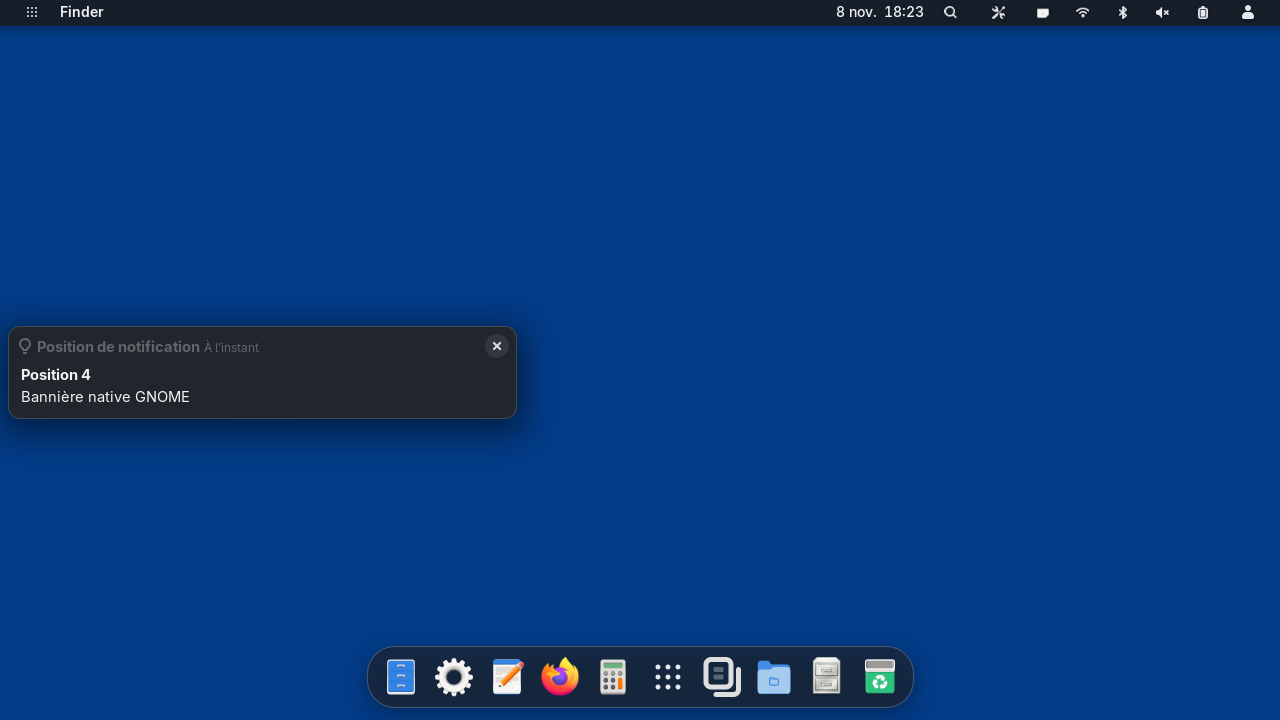 Finder
8 nov. 18:23
Position de notification À l’instant
Position 4
Bannière native GNOME